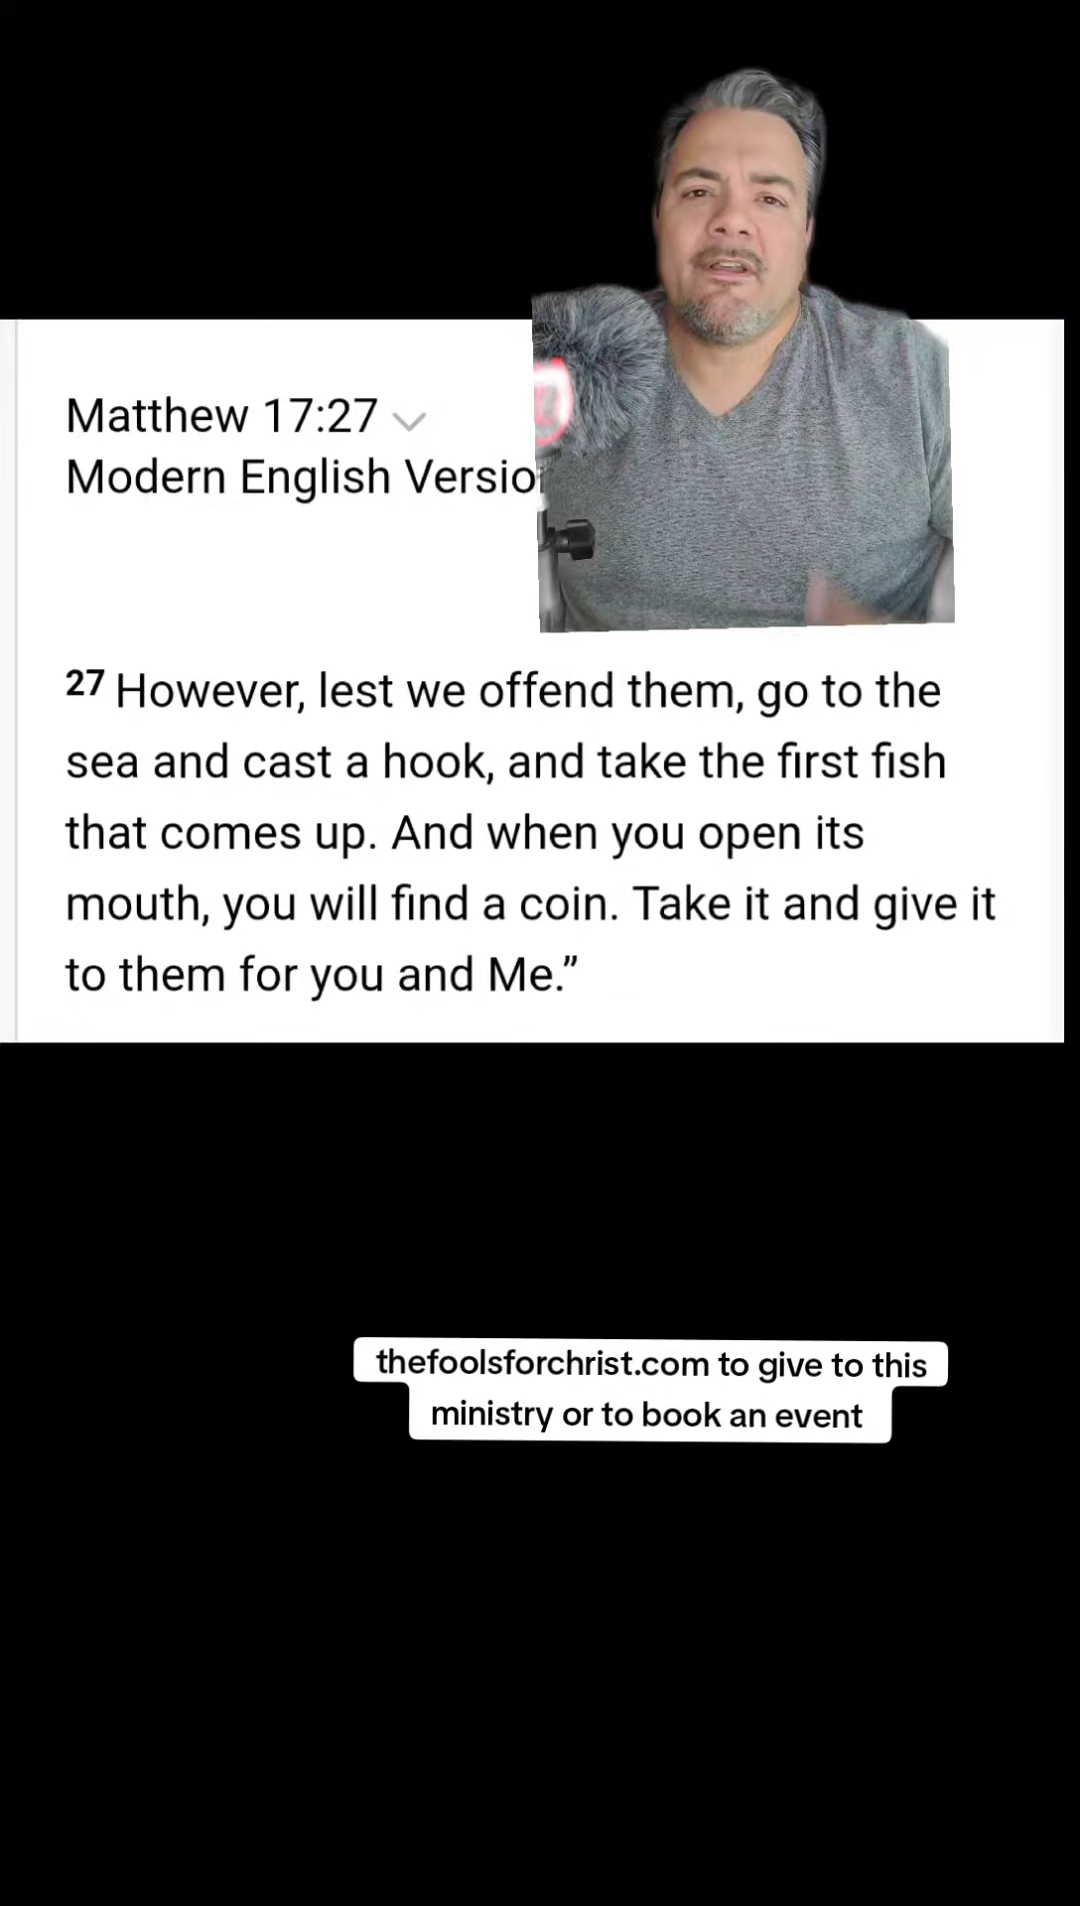 Matthew 17:27
Modern English Versio
27 However, lest we offend them, go to the
sea and cast a hook, and take the first fish
that comes up. And when you open its
mouth, you will find a coin. Take it and give it
to them for you and Me.”
thefoolsforchrist.com to give to this
ministry or to book an event